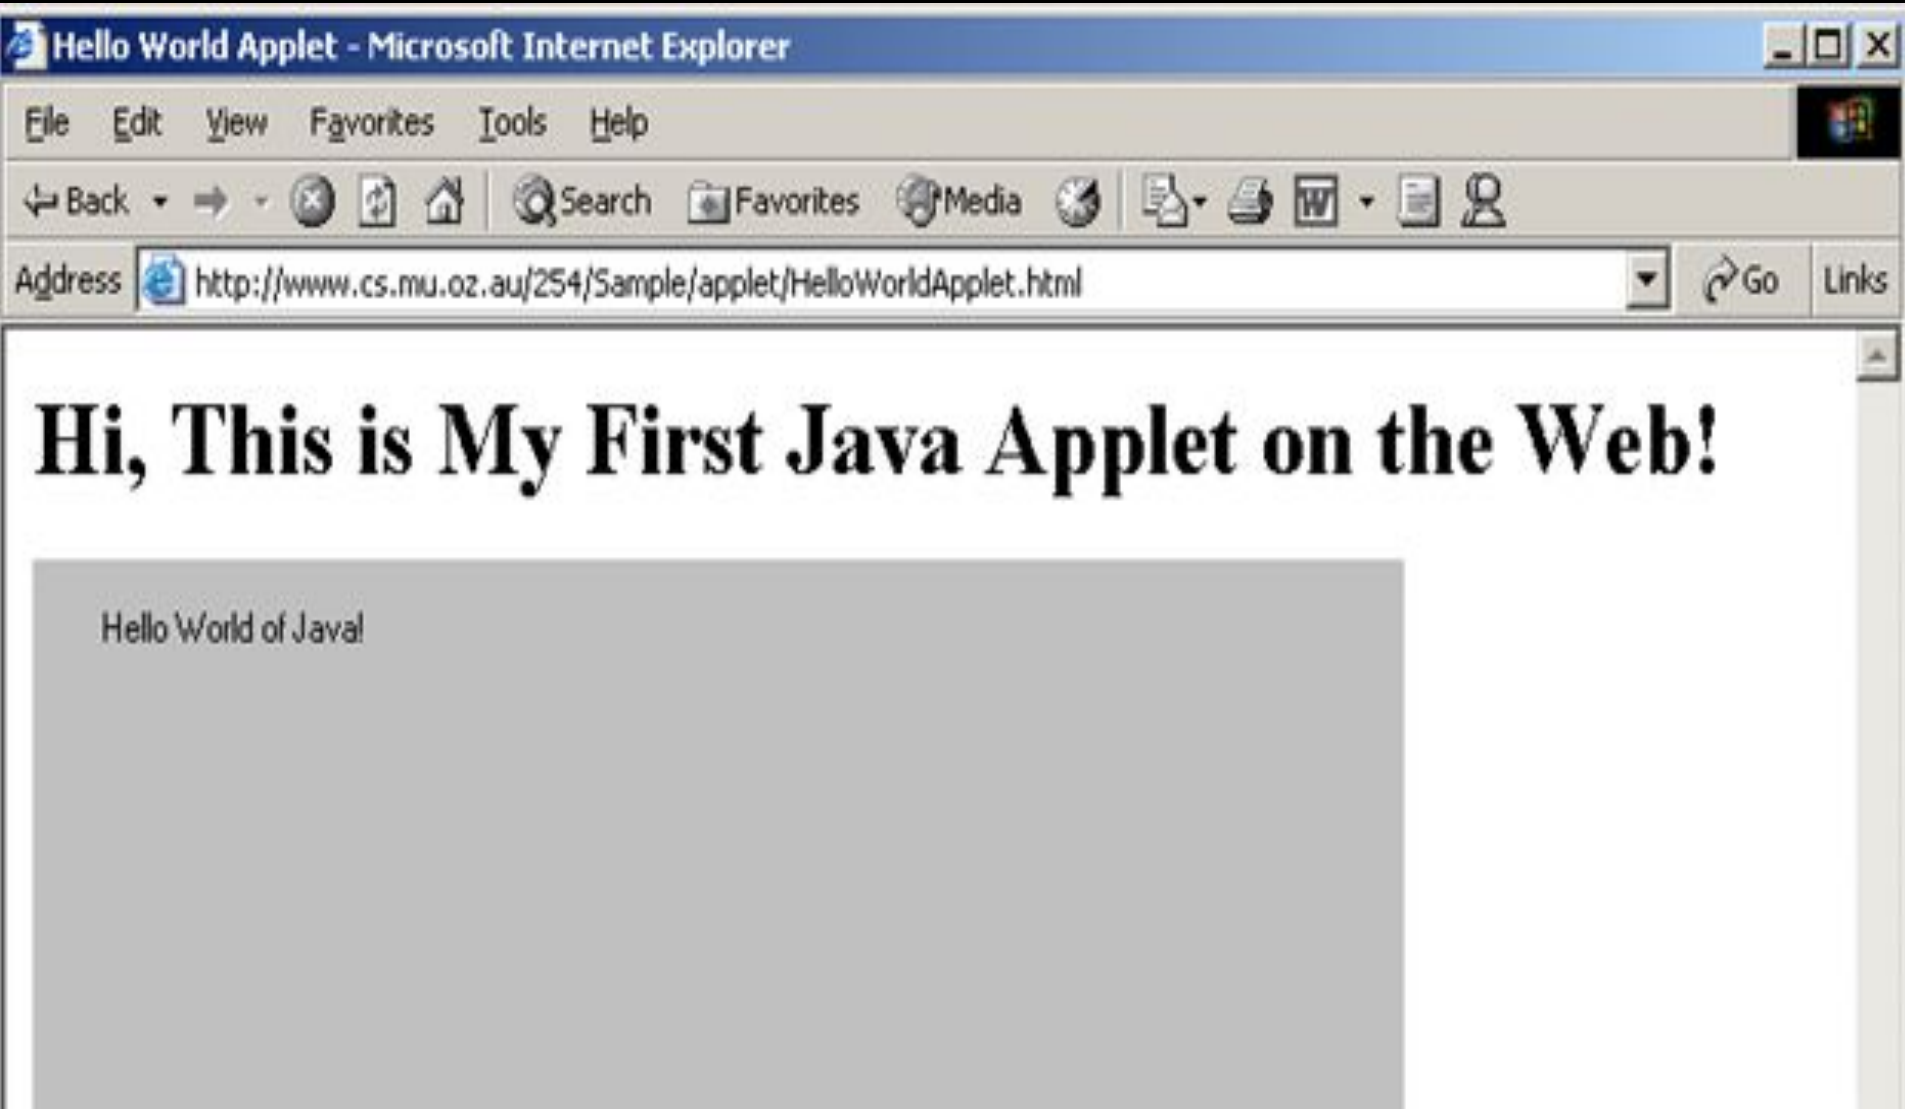 Hello World Applet - Microsoft Internet Explorer
File Edit View Favorites Tools Help
Back Search Favorites Media W
Address http://www.cs.mu.oz.au/254/Sample/applet/HelloWorldApplet.html Go Links
Hi, This is My First Java Applet on the Web!
Hello World of Java!